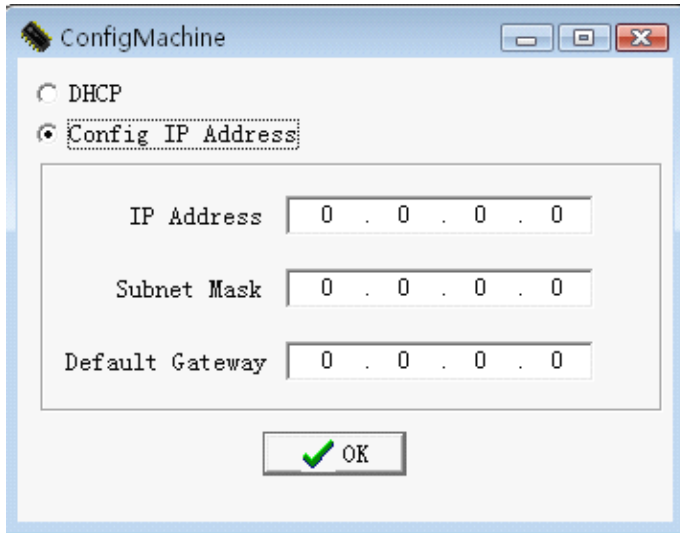 ConfigMachine
DHCP
Config IP Address
IP Address 0 . 0 . 0 . 0
Subnet Mask 0 . 0 . 0 . 0
Default Gateway 0 . 0 . 0 . 0
OK